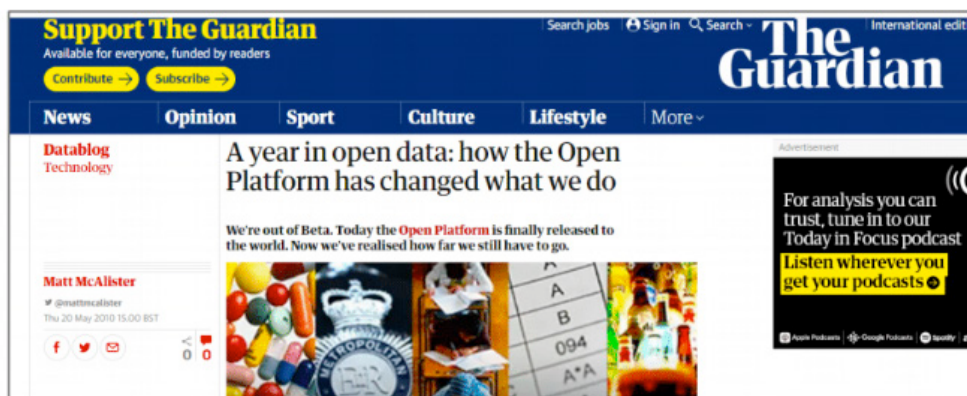 Support The Guardian
Available for everyone, funded by readers
Contribute →
Subscribe →
Search jobs
Sign in
Search
International edit
The
Guardian
News
Opinion
Sport
Culture
Lifestyle
More
Datablog
Technology
A year in open data: how the Open
Platform has changed what we do
We're out of Beta. Today the Open Platform is finally released to
the world. Now we've realised how far we still have to go.
Matt McAlister
@mattmcalister
Thu 20 May 2010 15.00 BST
0
0
METROPOLITAN
E R
A
A
B
094
A*A
Advertisement
For analysis you can
trust, tune in to our
Today in Focus podcast
Listen wherever you
get your podcasts
Apple Podcasts
Google Podcasts
Spotify